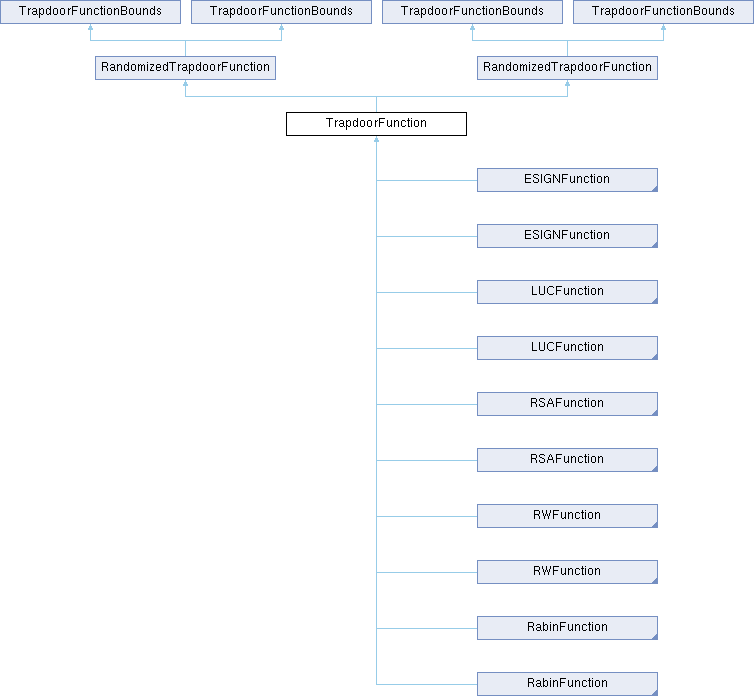 TrapdoorFunctionBounds
TrapdoorFunctionBounds
TrapdoorFunctionBounds
TrapdoorFunctionBounds
RandomizedTrapdoorFunction
RandomizedTrapdoorFunction
TrapdoorFunction
ESIGNFunction
ESIGNFunction
LUCFunction
LUCFunction
RSAFunction
RSAFunction
RWFunction
RWFunction
RabinFunction
RabinFunction